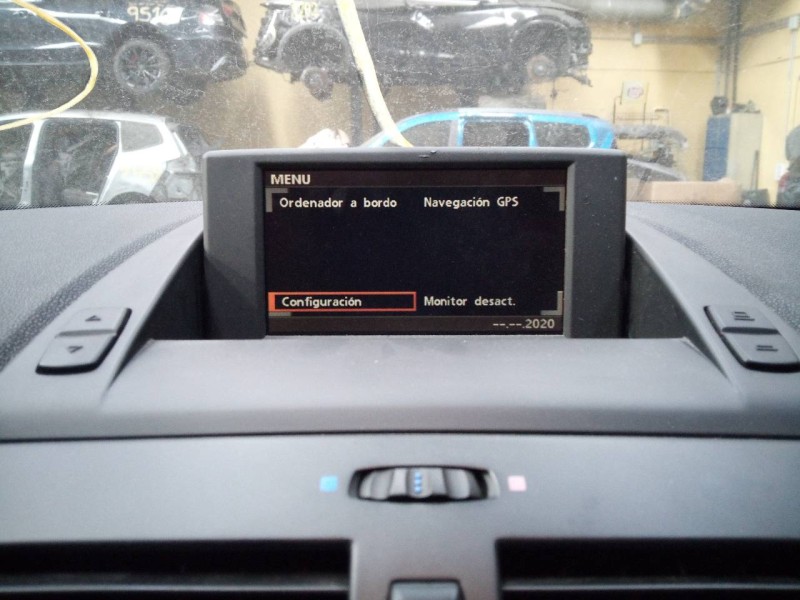 MENU
Ordenador a bordo Navegación GPS
Configuración Monitor desact.
--.--.2020